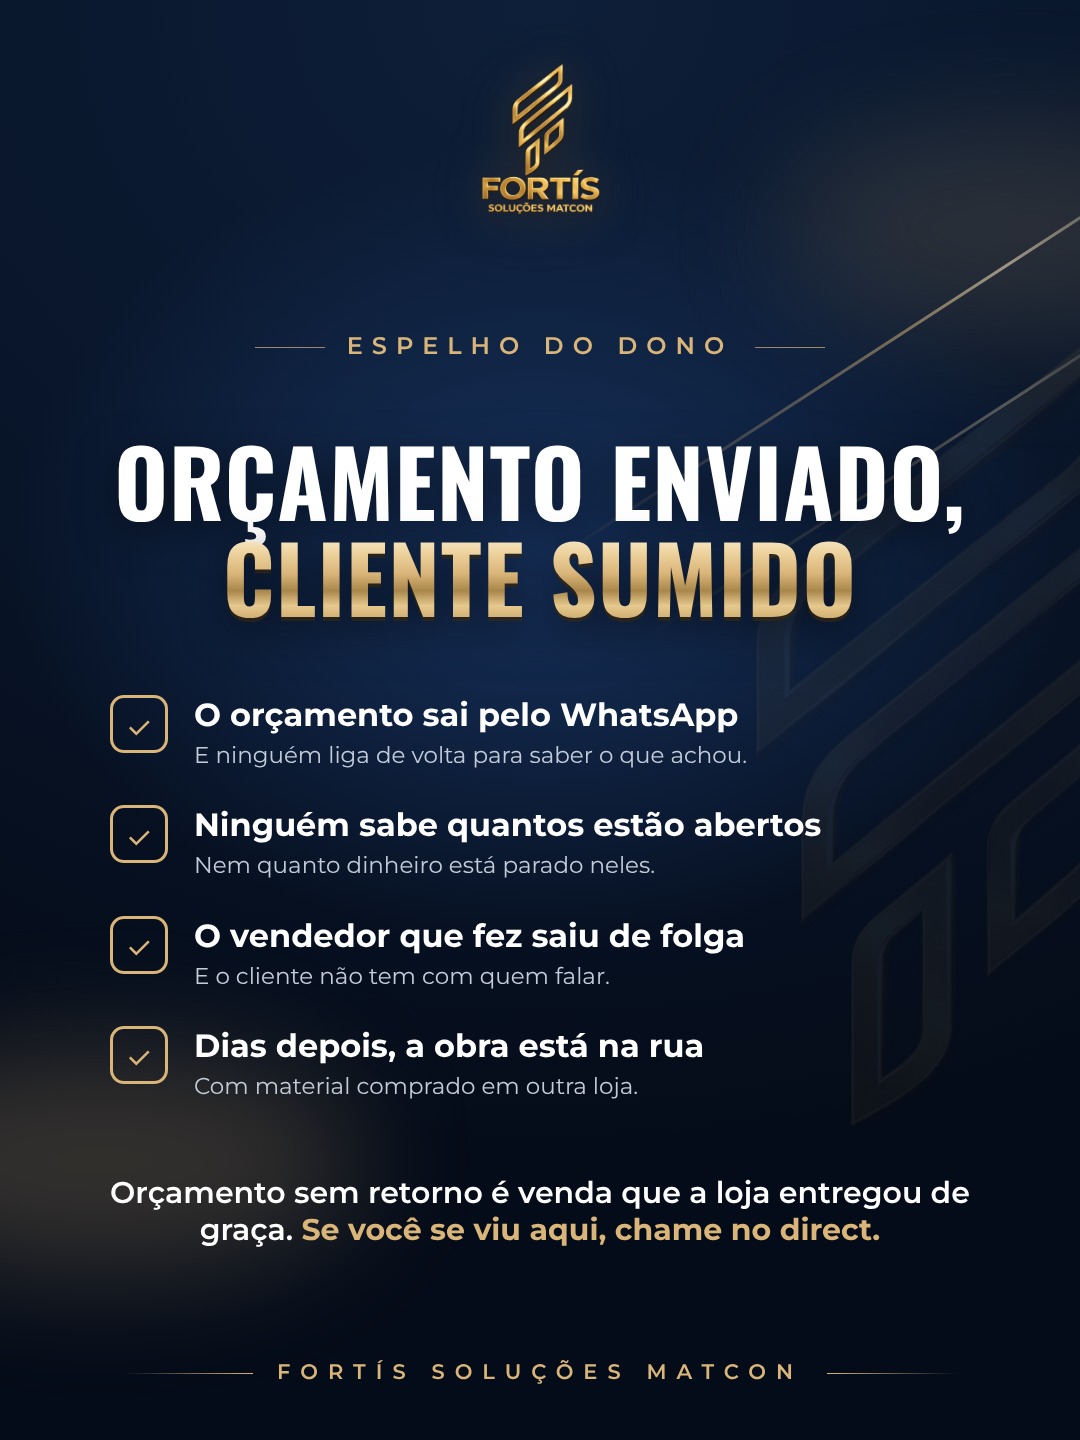 FORTÍS
SOLUÇÕES MATCON
ESPELHO DO DONO
ORÇAMENTO ENVIADO,
CLIENTE SUMIDO
O orçamento sai pelo WhatsApp
E ninguém liga de volta para saber o que achou.
Ninguém sabe quantos estão abertos
Nem quanto dinheiro está parado neles.
O vendedor que fez saiu de folga
E o cliente não tem com quem falar.
Dias depois, a obra está na rua
Com material comprado em outra loja.
Orçamento sem retorno é venda que a loja entregou de
graça. Se você se viu aqui, chame no direct.
FORTÍS SOLUÇÕES MATCON